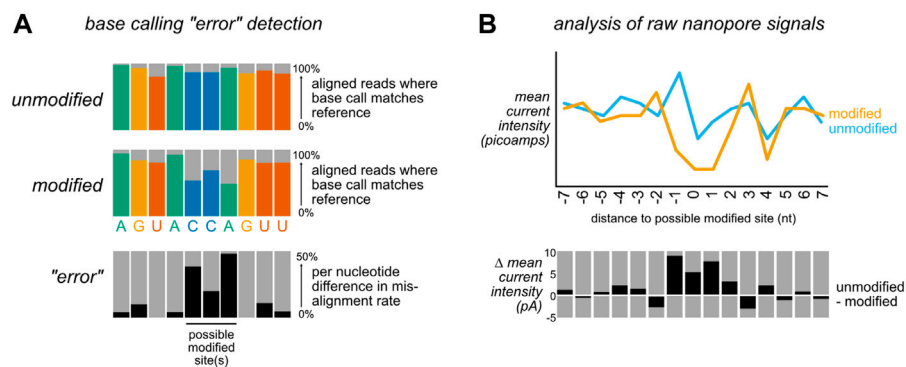 A
base calling "error" detection
unmodified
100%
aligned reads where
base call matches
reference
0%
modified
100%
aligned reads where
base call matches
reference
0%
A G U A C C A G U U
"error"
50%
per nucleotide
difference in mis-
alignment rate
0%
possible
modified
site(s)
B
analysis of raw nanopore signals
mean
current
intensity
(picoamps)
modified
unmodified
-7 -6 -5 -4 -3 -2 -1 0 1 2 3 4 5 6 7
distance to possible modified site (nt)
Δ mean
current
intensity
(pA)
10
5
0
-5
unmodified
- modified